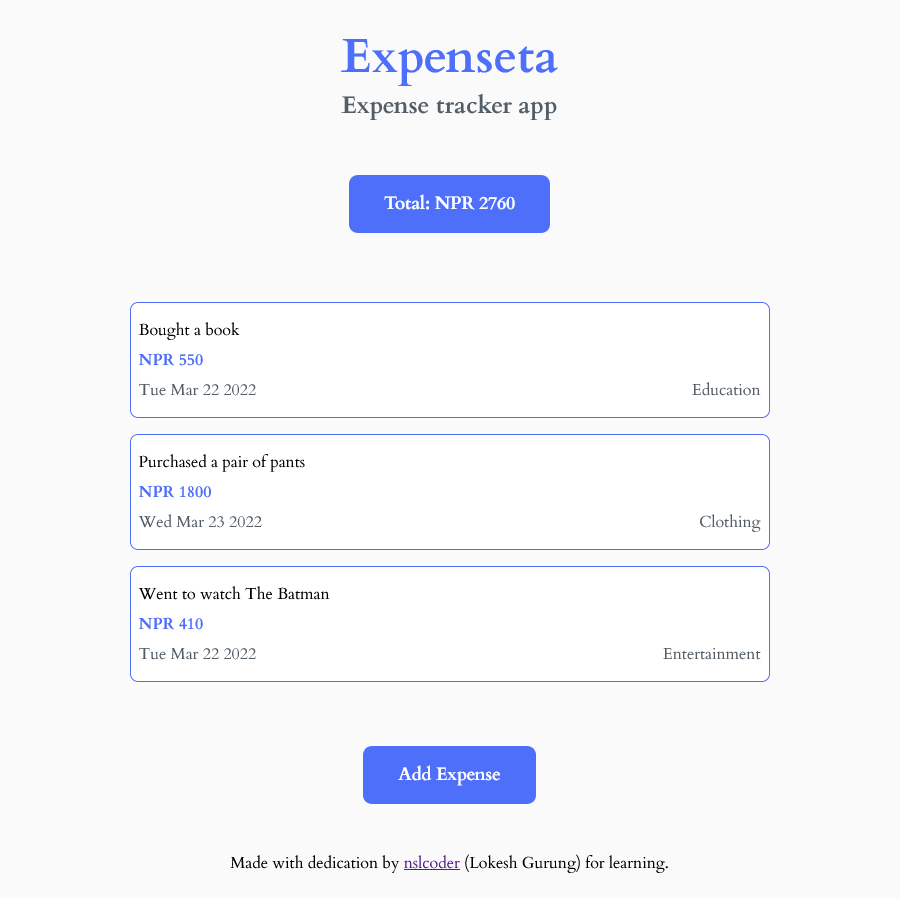 Expenseta
Expense tracker app
Total: NPR 2760
Bought a book
NPR 550
Tue Mar 22 2022 Education
Purchased a pair of pants
NPR 1800
Wed Mar 23 2022 Clothing
Went to watch The Batman
NPR 410
Tue Mar 22 2022 Entertainment
Add Expense
Made with dedication by nslcoder (Lokesh Gurung) for learning.